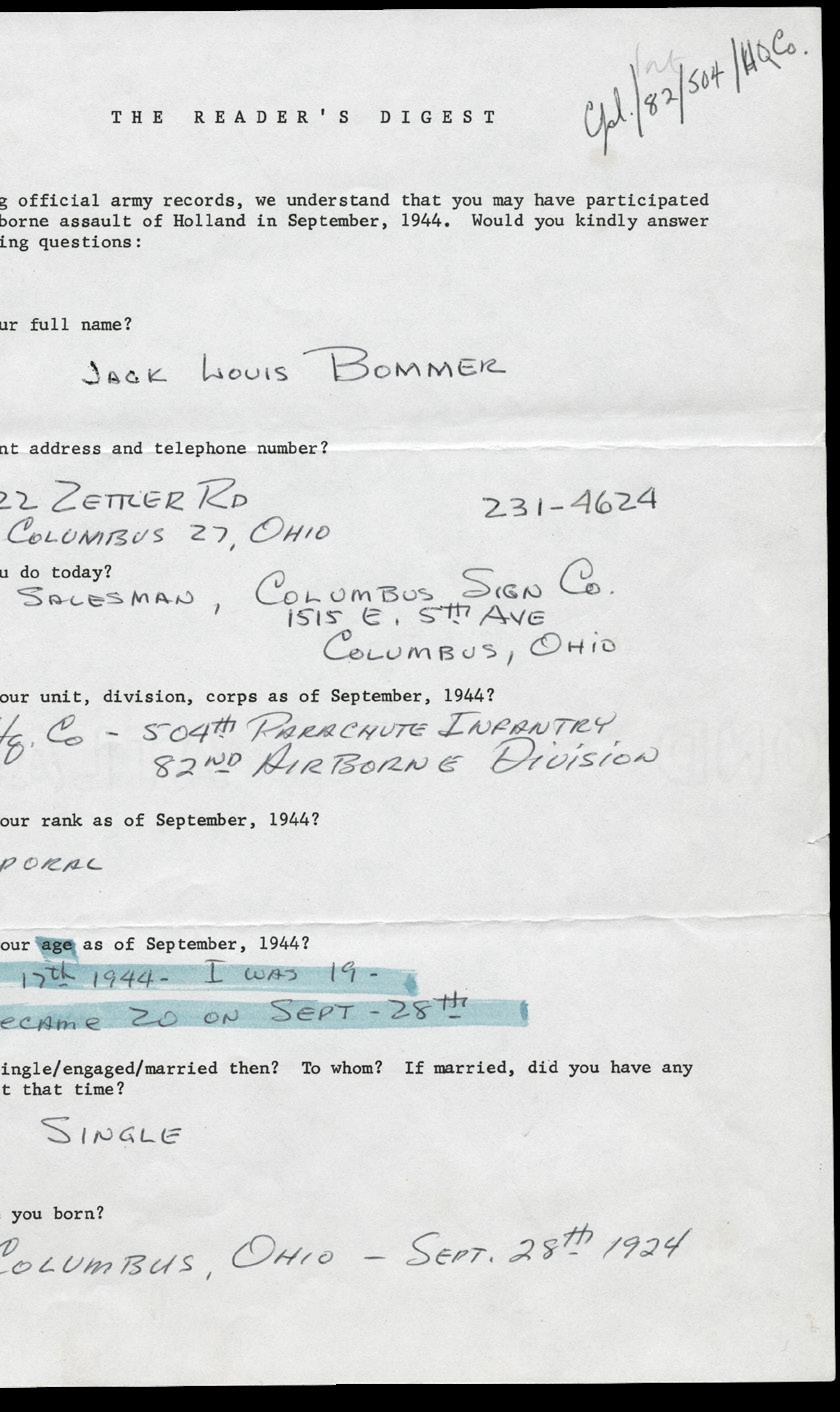 Cpl./82/504/HQ Co.
THE READER'S DIGEST
g official army records, we understand that you may have participated
borne assault of Holland in September, 1944. Would you kindly answer
ing questions:
ur full name?
JACK LOUIS BOMMER
nt address and telephone number?
22 ZETTLER RD 231-4624
COLUMBUS 27, OHIO
u do today?
SALESMAN, COLUMBUS SIGN CO.
1515 E. 5TH AVE
COLUMBUS, OHIO
our unit, division, corps as of September, 1944?
Hq. Co - 504th PARACHUTE INFANTRY
82ND AIRBORNE DIVISION
our rank as of September, 1944?
PORAL
our age as of September, 1944?
17th 1944- I WAS 19-
ECAME 20 ON SEPT-28TH
ingle/engaged/married then? To whom? If married, did you have any
t that time?
SINGLE
you born?
COLUMBUS, OHIO - SEPT. 28th 1924